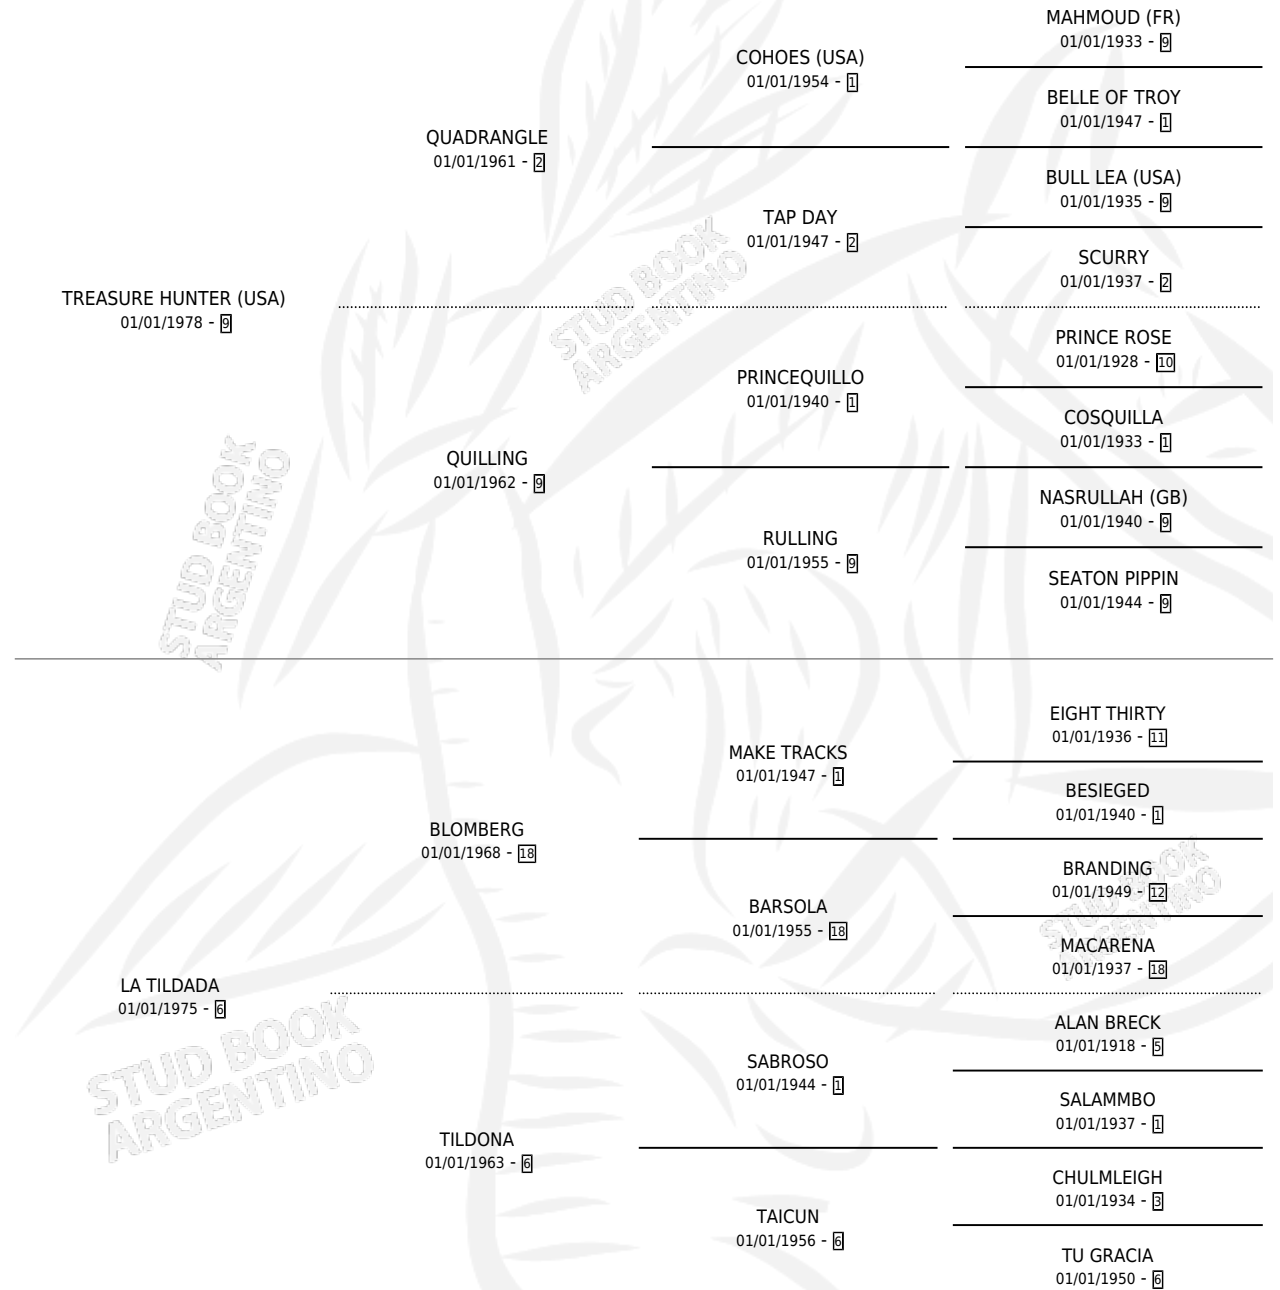 MAHMOUD (FR)
01/01/1933 - 9
COHOES (USA)
01/01/1954 - 1
BELLE OF TROY
01/01/1947 - 1
QUADRANGLE
01/01/1961 - 2
BULL LEA (USA)
01/01/1935 - 9
TAP DAY
01/01/1947 - 2
SCURRY
01/01/1937 - 2
TREASURE HUNTER (USA)
01/01/1978 - 9
STUD BOOK
ARGENTINO
PRINCE ROSE
01/01/1928 - 10
PRINCEQUILLO
01/01/1940 - 1
COSQUILLA
01/01/1933 - 1
QUILLING
01/01/1962 - 9
NASRULLAH (GB)
01/01/1940 - 9
RULLING
01/01/1955 - 9
SEATON PIPPIN
01/01/1944 - 9
STUD BOOK
ARGENTINO
EIGHT THIRTY
01/01/1936 - 11
MAKE TRACKS
01/01/1947 - 1
BESIEGED
01/01/1940 - 1
BLOMBERG
01/01/1968 - 18
BRANDING
01/01/1949 - 12
BARSOLA
01/01/1955 - 18
STUD BOOK
ARGENTINO
MACARENA
01/01/1937 - 18
LA TILDADA
01/01/1975 - 6
STUD BOOK
ARGENTINO
ALAN BRECK
01/01/1918 - 5
SABROSO
01/01/1944 - 1
SALAMMBO
01/01/1937 - 1
TILDONA
01/01/1963 - 6
CHULMLEIGH
01/01/1934 - 3
TAICUN
01/01/1956 - 6
TU GRACIA
01/01/1950 - 6